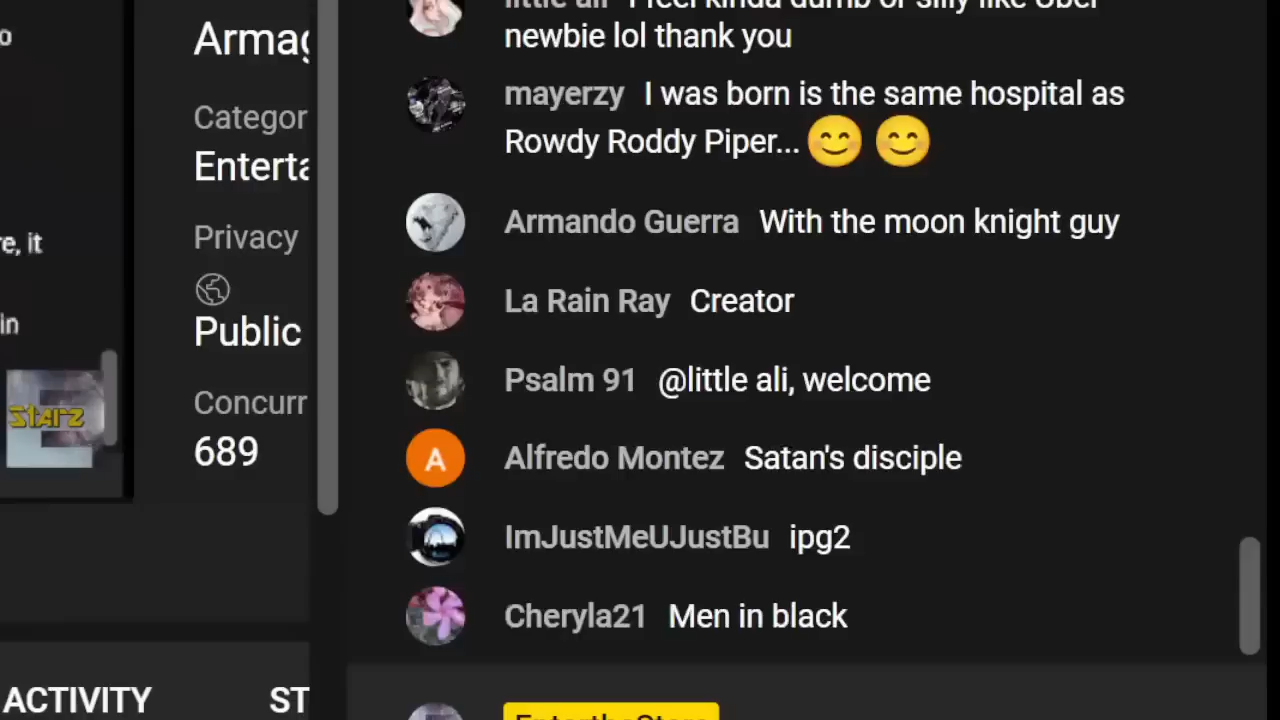 Armag
Categor
Enterta
Privacy
re, it
Public
in
Starz
Concurr
689
ACTIVITY ST
little ali I feel kinda dumb or silly like Uber
newbie lol thank you
mayerzy I was born is the same hospital as
Rowdy Roddy Piper... 😊 😊
Armando Guerra With the moon knight guy
La Rain Ray Creator
Psalm 91 @little ali, welcome
Alfredo Montez Satan's disciple
A
ImJustMeUJustBu ipg2
Cheryla21 Men in black
EntertheStarz